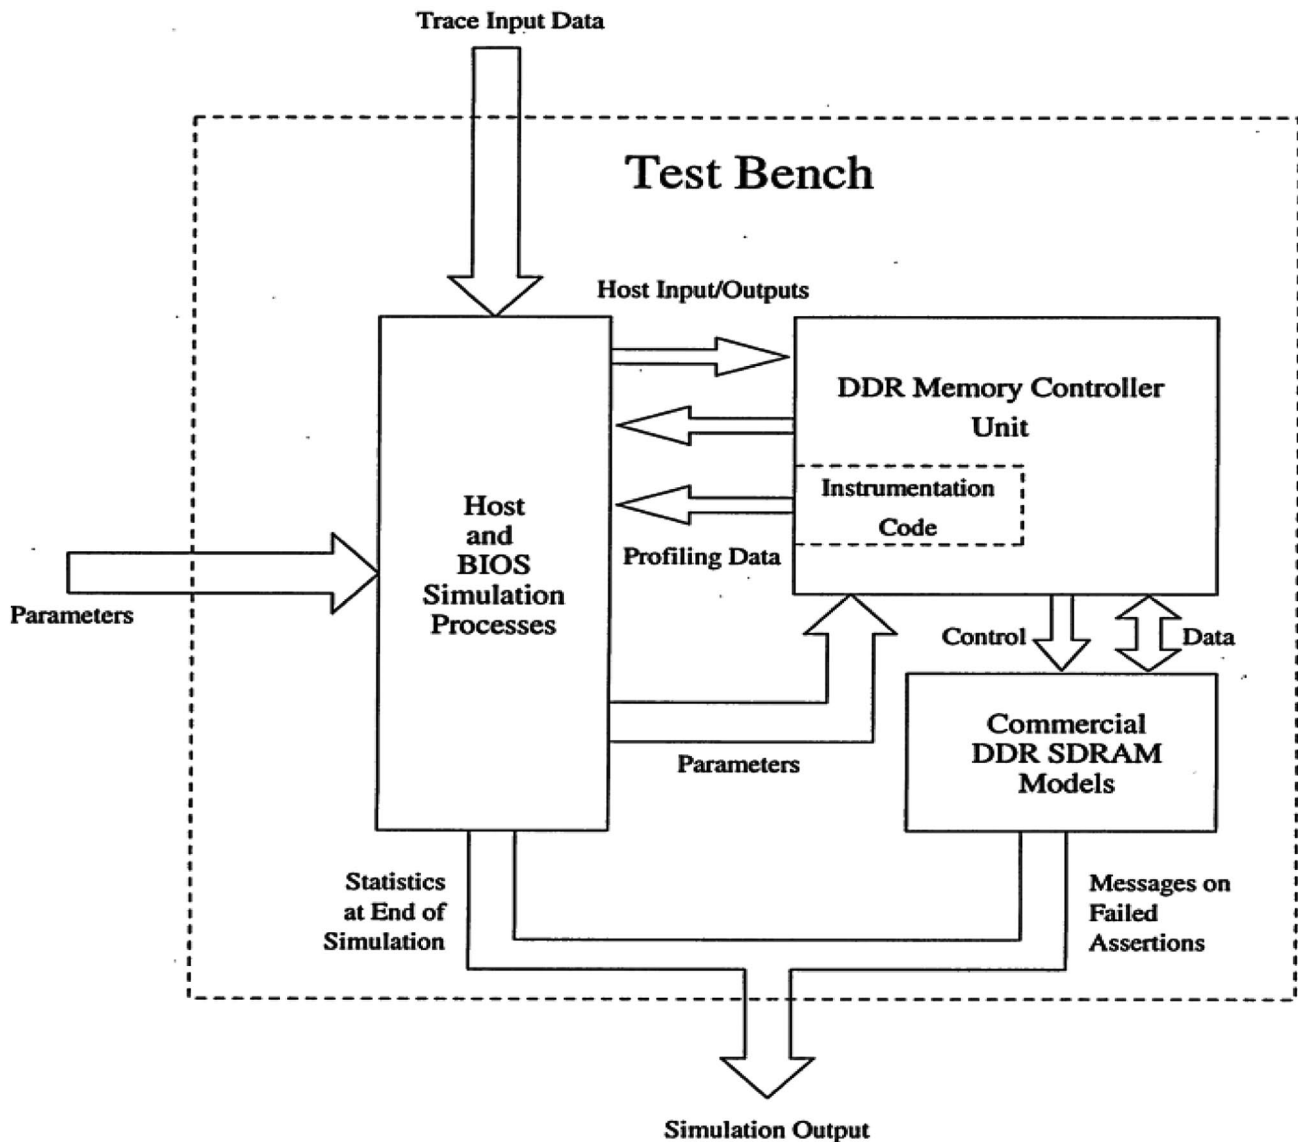 Trace Input Data
Test Bench
Host Input/Outputs
DDR Memory Controller
Unit
Instrumentation
Code
Host
and
BIOS
Simulation
Processes
Profiling Data
Parameters
Control
Data
Parameters
Commercial
DDR SDRAM
Models
Statistics
at End of
Simulation
Messages on
Failed
Assertions
Simulation Output